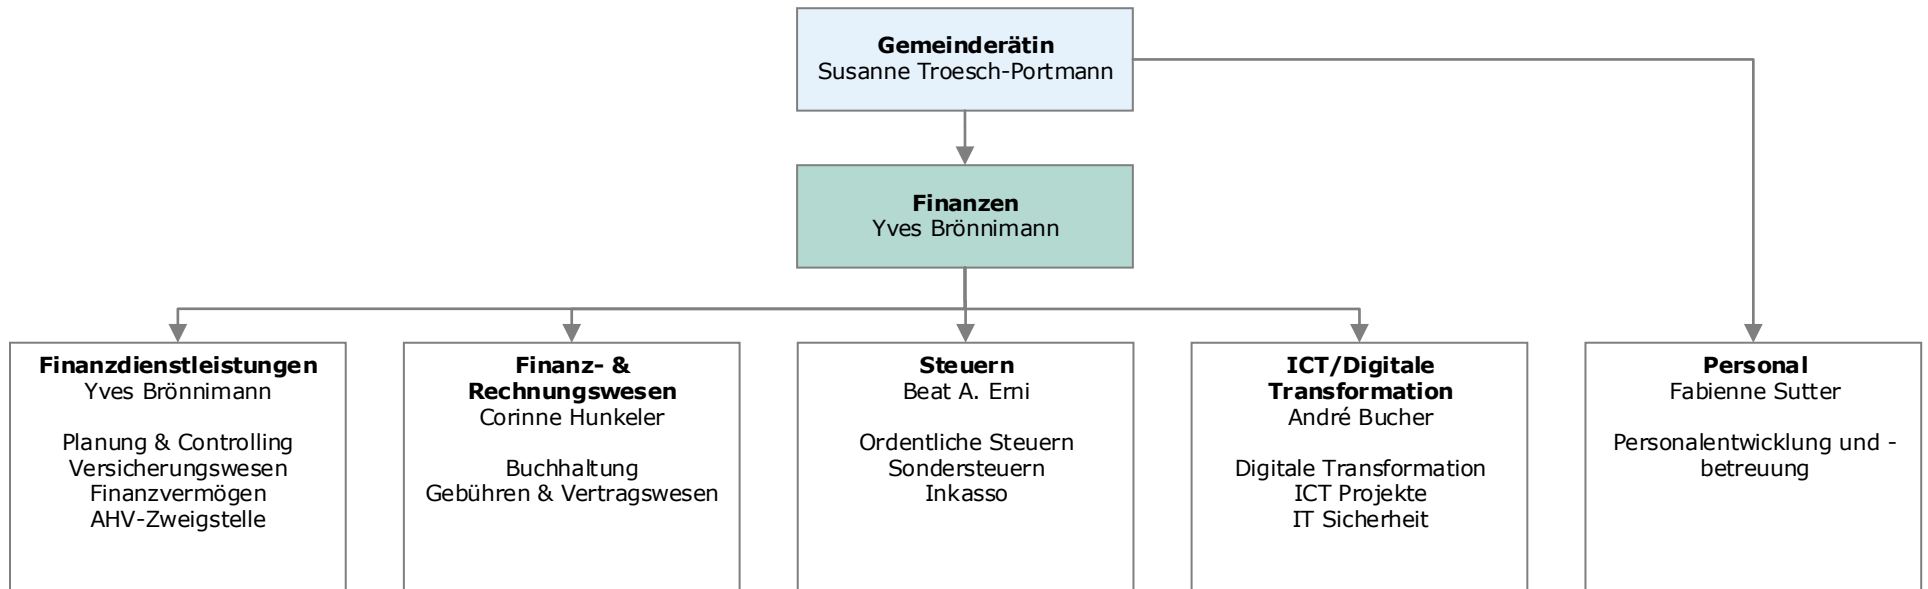 Gemeinderätin
Susanne Troesch-Portmann
Finanzen
Yves Brönnimann
Finanzdienstleistungen
Yves Brönnimann
Planung & Controlling
Versicherungswesen
Finanzvermögen
AHV-Zweigstelle
Finanz- &
Rechnungswesen
Corinne Hunkeler
Buchhaltung
Gebühren & Vertragswesen
Steuern
Beat A. Erni
Ordentliche Steuern
Sondersteuern
Inkasso
ICT/Digitale
Transformation
André Bucher
Digitale Transformation
ICT Projekte
IT Sicherheit
Personal
Fabienne Sutter
Personalentwicklung und -
betreuung